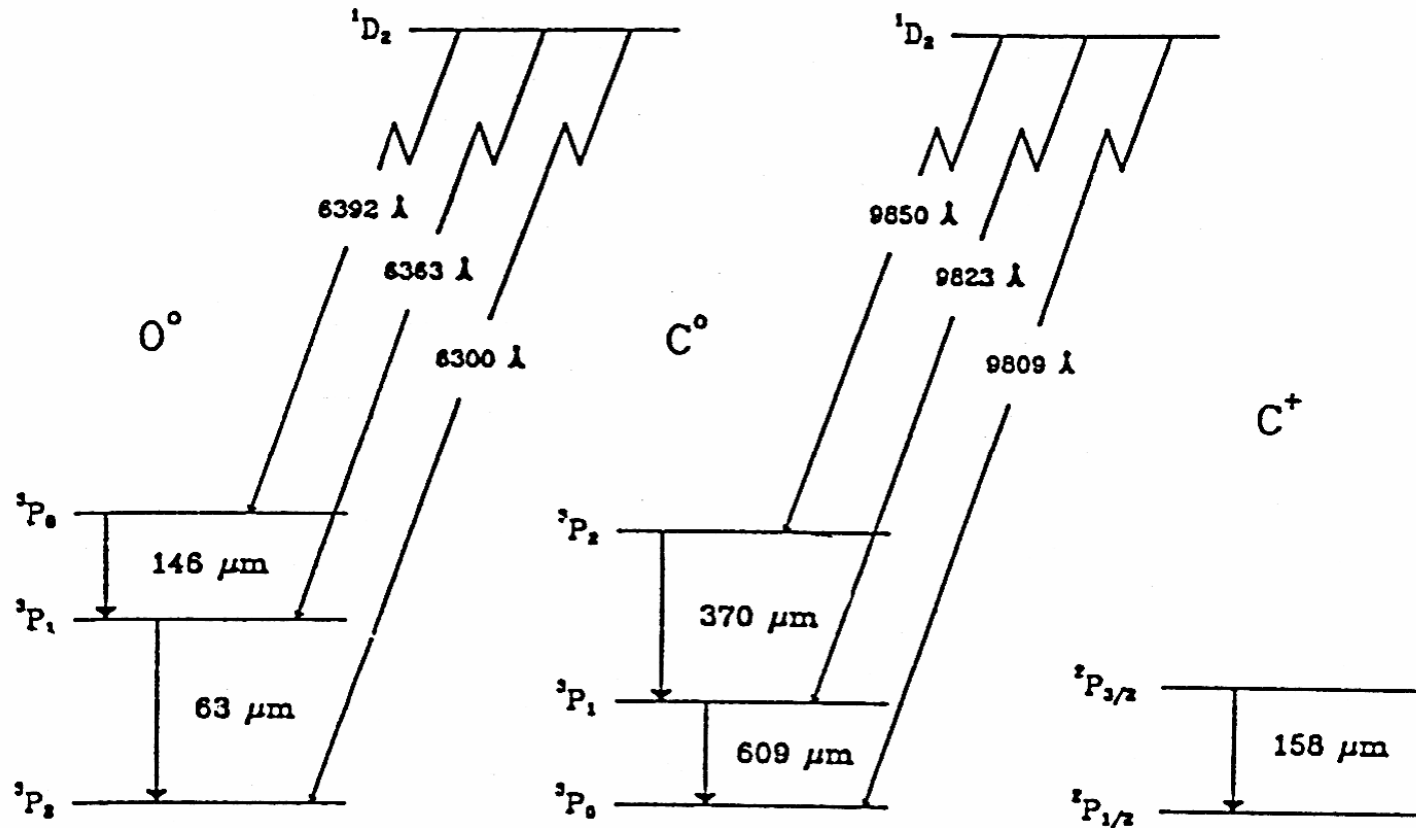 ¹D₂
¹D₂
6392 Å
9850 Å
6363 Å
9823 Å
O°
C°
6300 Å
9809 Å
C⁺
³P₀
³P₂
146 μm
370 μm
³P₁
³P₁
²P₃/₂
63 μm
609 μm
158 μm
³P₂
³P₀
²P₁/₂